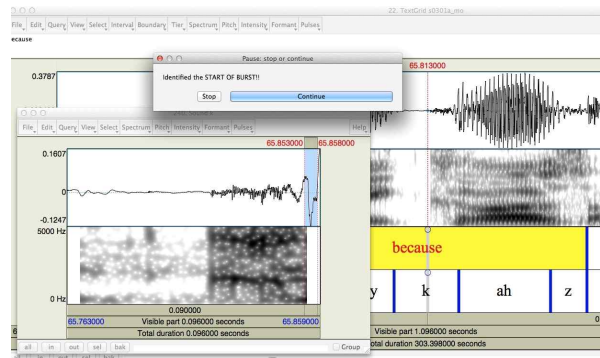 22. TextGrid s0301a_mo
File Edit Query View Select Interval Boundary Tier Spectrum Pitch Intensity Formant Pulses
ecause
Pause: stop or continue
Identified the START OF BURST!!
Stop Continue
65.813000
0.3787
File Edit Query View Select Spectrum Pitch Intensity Formant Pulses Help
65.853000 65.858000
0.1607
0
-0.1247
5000 Hz
0 Hz
because
y k ah z
0.090000
65.763000 Visible part 0.096000 seconds 65.859000
Total duration 0.096000 seconds
Visible part 1.096000 seconds
otal duration 303.398000 seconds
all in out sel bak Group